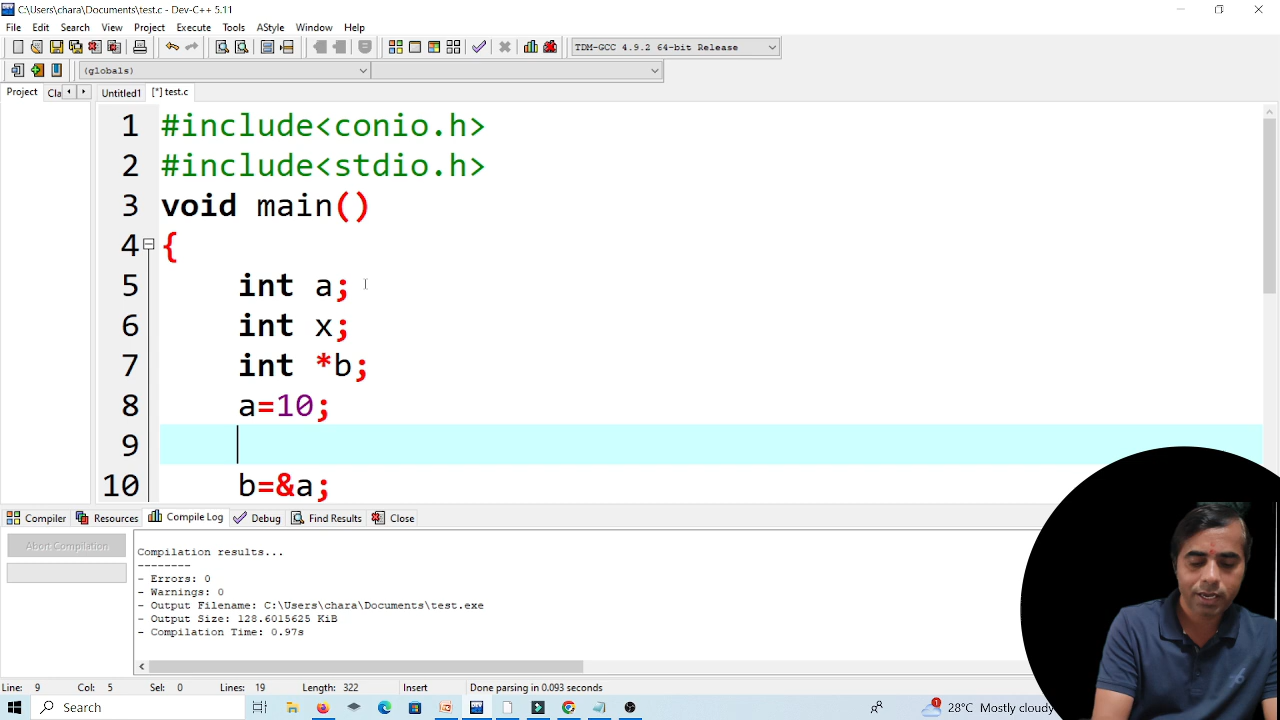 C:\Users\chara\Documents\test.c - Dev-C++ 5.11
File Edit Search View Project Execute Tools AStyle Window Help
TDM-GCC 4.9.2 64-bit Release
(globals)
Project Cla Untitled1 [*] test.c
1 #include<conio.h>
2 #include<stdio.h>
3 void main()
4 {
5 int a;
6 int x;
7 int *b;
8 a=10;
9
10 b=&a;
Compiler Resources Compile Log Debug Find Results Close
Abort Compilation
Compilation results...
--------
- Errors: 0
- Warnings: 0
- Output Filename: C:\Users\chara\Documents\test.exe
- Output Size: 128.6015625 KiB
- Compilation Time: 0.97s
Line: 9 Col: 5 Sel: 0 Lines: 19 Length: 322 Insert Done parsing in 0.093 seconds
Search 1 28°C Mostly cloudy